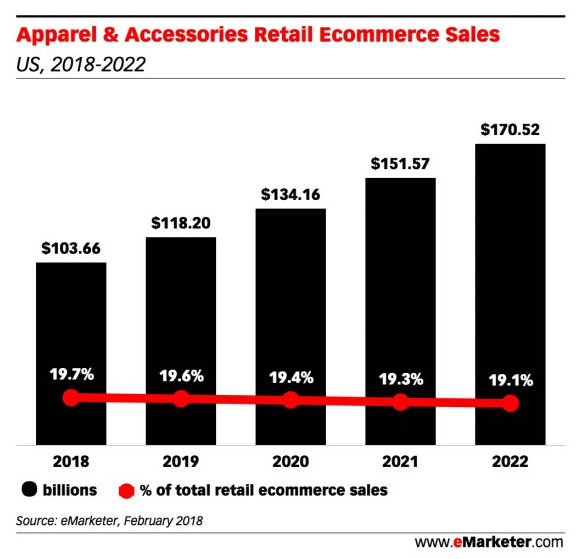 Apparel & Accessories Retail Ecommerce Sales
US, 2018-2022
$170.52
$151.57
$134.16
$118.20
$103.66
19.7%
19.6%
19.4%
19.3%
19.1%
2018
2019
2020
2021
2022
billions
% of total retail ecommerce sales
Source: eMarketer, February 2018
www.eMarketer.com